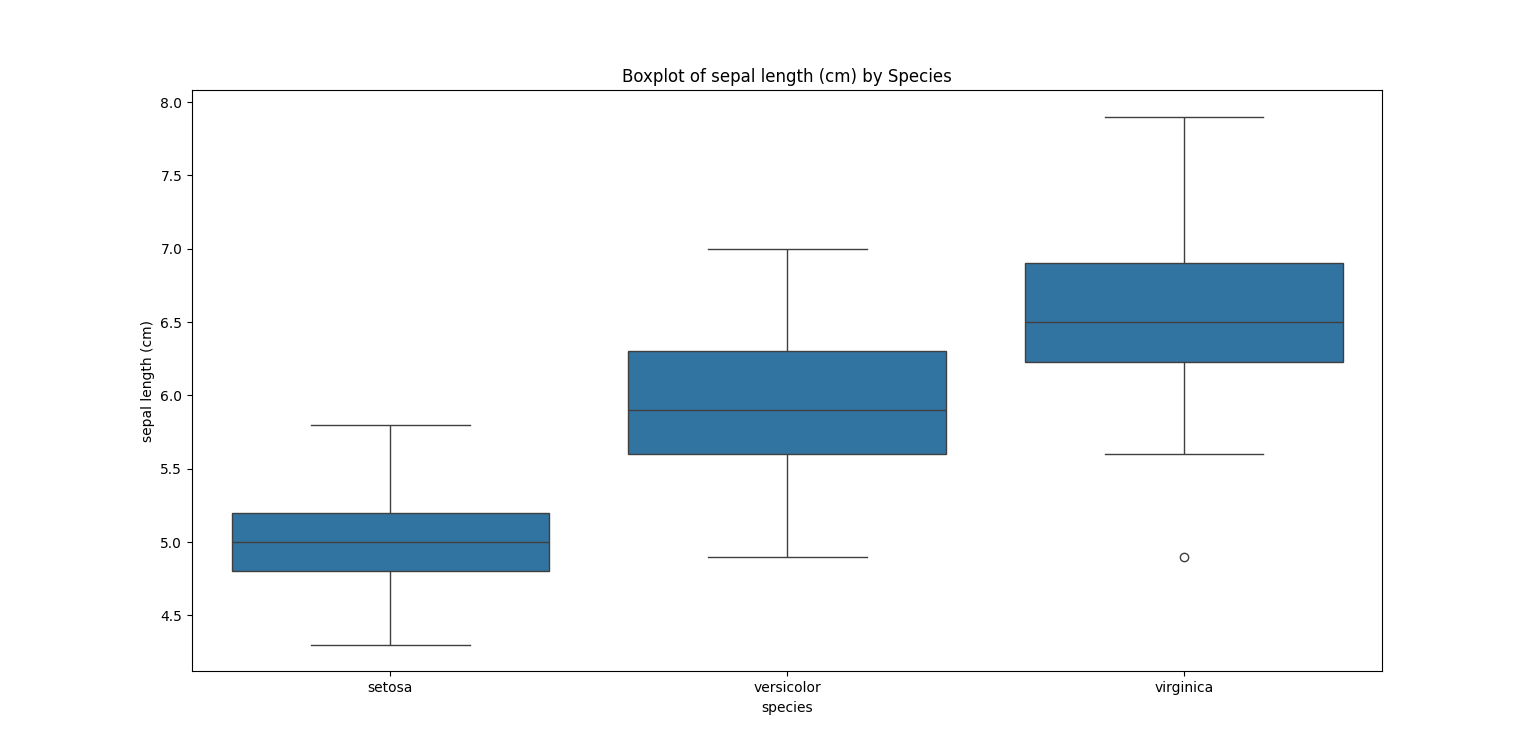 Boxplot of sepal length (cm) by Species
8.0
7.5
7.0
6.5
6.0
5.5
5.0
4.5
sepal length (cm)
setosa versicolor virginica
species